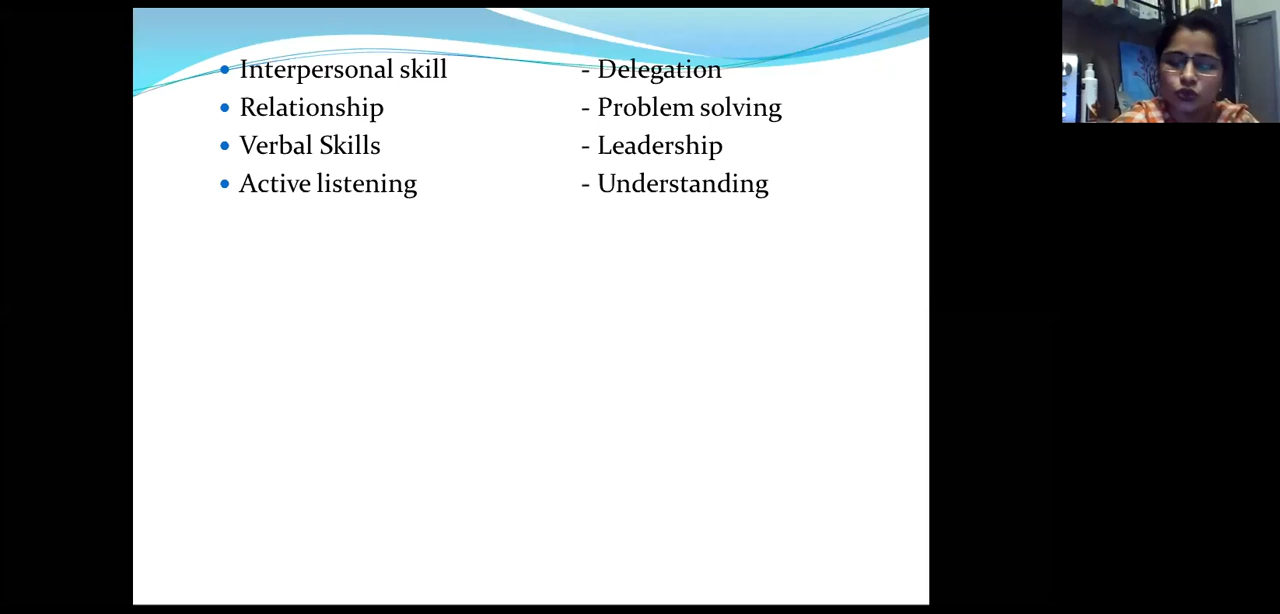 • Interpersonal skill - Delegation
• Relationship - Problem solving
• Verbal Skills - Leadership
• Active listening - Understanding